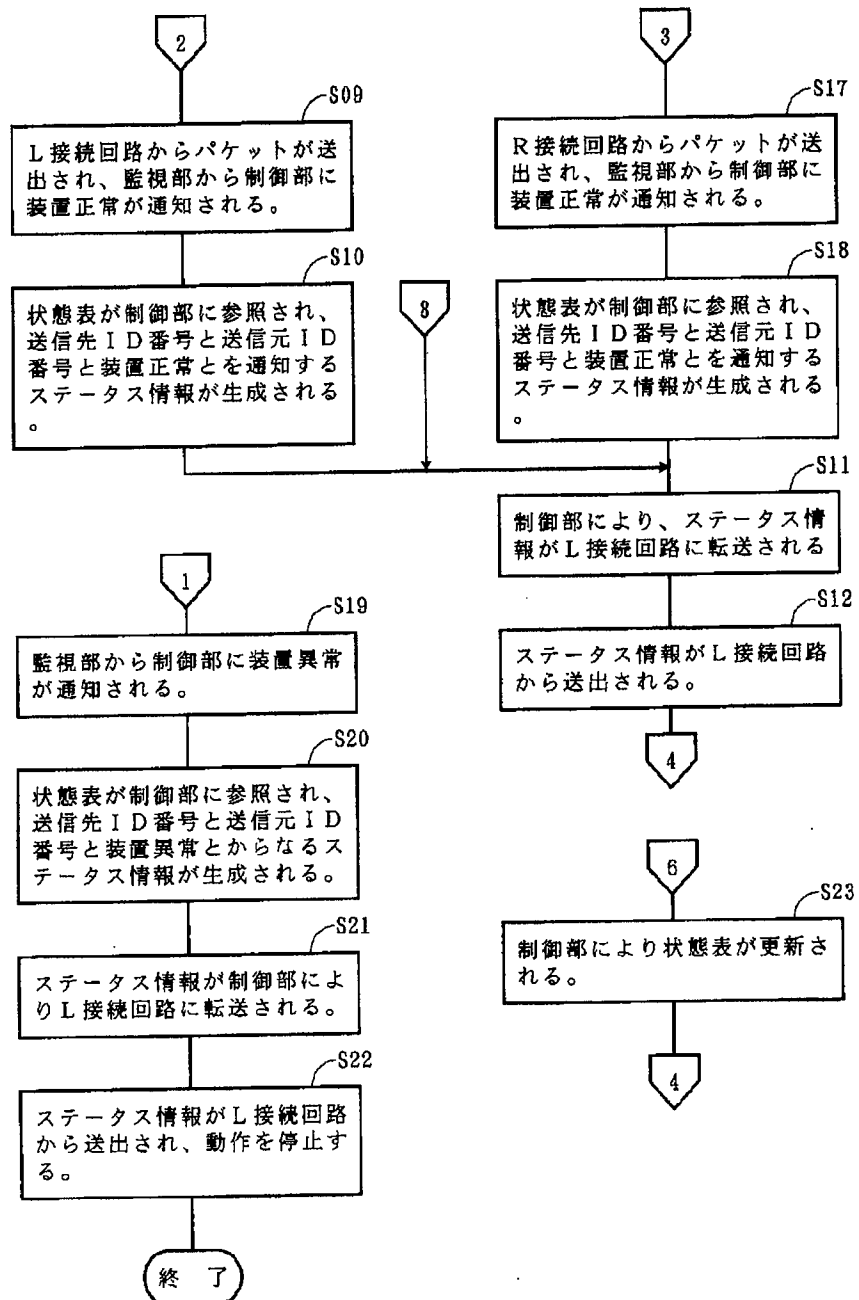 2
S09
L接続回路からパケットが送
出され、監視部から制御部に
装置正常が通知される。
S10
状態表が制御部に参照され、
送信先ID番号と送信元ID
番号と装置正常とを通知する
ステータス情報が生成される
。
8
3
S17
R接続回路からパケットが送
出され、監視部から制御部に
装置正常が通知される。
S18
状態表が制御部に参照され、
送信先ID番号と送信元ID
番号と装置正常とを通知する
ステータス情報が生成される
。
S11
制御部により、ステータス情
報がL接続回路に転送される
S12
ステータス情報がL接続回路
から送出される。
4
1
S19
監視部から制御部に装置異常
が通知される。
S20
状態表が制御部に参照され、
送信先ID番号と送信元ID
番号と装置異常とからなるス
テータス情報が生成される。
S21
ステータス情報が制御部によ
りL接続回路に転送される。
S22
ステータス情報がL接続回路
から送出され、動作を停止す
る。
終 了
6
S23
制御部により状態表が更新さ
れる。
4